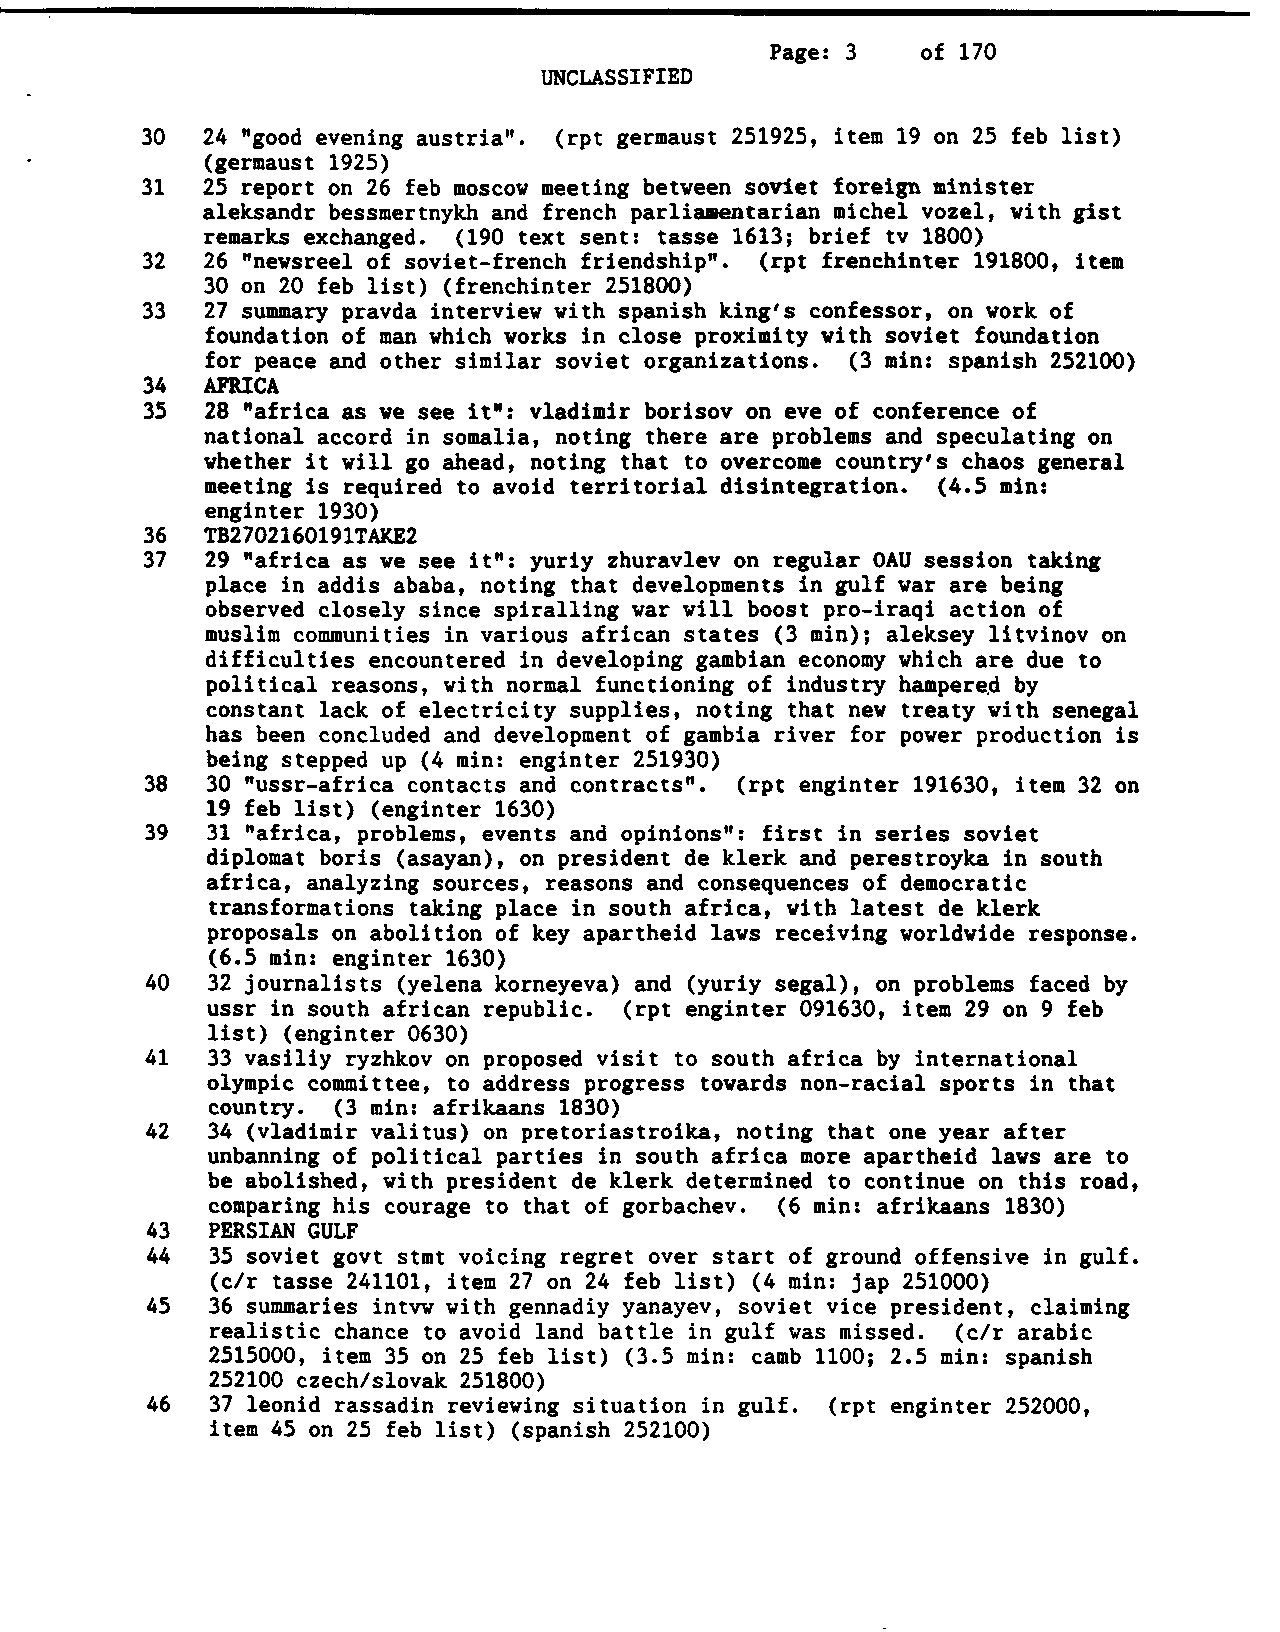 Page: 3 of 170
UNCLASSIFIED
30 24 "good evening austria". (rpt germaust 251925, item 19 on 25 feb list)
(germaust 1925)
31 25 report on 26 feb moscow meeting between soviet foreign minister
aleksandr bessmertnykh and french parliamentarian michel vozel, with gist
remarks exchanged. (190 text sent: tasse 1613; brief tv 1800)
32 26 "newsreel of soviet-french friendship". (rpt frenchinter 191800, item
30 on 20 feb list) (frenchinter 251800)
33 27 summary pravda interview with spanish king's confessor, on work of
foundation of man which works in close proximity with soviet foundation
for peace and other similar soviet organizations. (3 min: spanish 252100)
34 AFRICA
35 28 "africa as we see it": vladimir borisov on eve of conference of
national accord in somalia, noting there are problems and speculating on
whether it will go ahead, noting that to overcome country's chaos general
meeting is required to avoid territorial disintegration. (4.5 min:
enginter 1930)
36 TB2702160191TAKE2
37 29 "africa as we see it": yuriy zhuravlev on regular OAU session taking
place in addis ababa, noting that developments in gulf war are being
observed closely since spiralling war will boost pro-iraqi action of
muslim communities in various african states (3 min); aleksey litvinov on
difficulties encountered in developing gambian economy which are due to
political reasons, with normal functioning of industry hampered by
constant lack of electricity supplies, noting that new treaty with senegal
has been concluded and development of gambia river for power production is
being stepped up (4 min: enginter 251930)
38 30 "ussr-africa contacts and contracts". (rpt enginter 191630, item 32 on
19 feb list) (enginter 1630)
39 31 "africa, problems, events and opinions": first in series soviet
diplomat boris (asayan), on president de klerk and perestroyka in south
africa, analyzing sources, reasons and consequences of democratic
transformations taking place in south africa, with latest de klerk
proposals on abolition of key apartheid laws receiving worldwide response.
(6.5 min: enginter 1630)
40 32 journalists (yelena korneyeva) and (yuriy segal), on problems faced by
ussr in south african republic. (rpt enginter 091630, item 29 on 9 feb
list) (enginter 0630)
41 33 vasiliy ryzhkov on proposed visit to south africa by international
olympic committee, to address progress towards non-racial sports in that
country. (3 min: afrikaans 1830)
42 34 (vladimir valitus) on pretoriastroika, noting that one year after
unbanning of political parties in south africa more apartheid laws are to
be abolished, with president de klerk determined to continue on this road,
comparing his courage to that of gorbachev. (6 min: afrikaans 1830)
43 PERSIAN GULF
44 35 soviet govt stmt voicing regret over start of ground offensive in gulf.
(c/r tasse 241101, item 27 on 24 feb list) (4 min: jap 251000)
45 36 summaries intvw with gennadiy yanayev, soviet vice president, claiming
realistic chance to avoid land battle in gulf was missed. (c/r arabic
2515000, item 35 on 25 feb list) (3.5 min: camb 1100; 2.5 min: spanish
252100 czech/slovak 251800)
46 37 leonid rassadin reviewing situation in gulf. (rpt enginter 252000,
item 45 on 25 feb list) (spanish 252100)